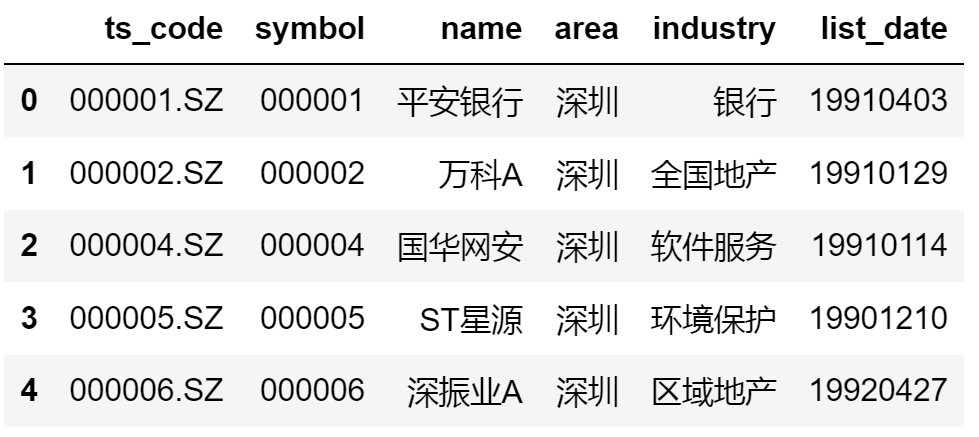 ts_code symbol name area industry list_date
0 000001.SZ 000001 平安银行 深圳 银行 19910403
1 000002.SZ 000002 万科A 深圳 全国地产 19910129
2 000004.SZ 000004 国华网安 深圳 软件服务 19910114
3 000005.SZ 000005 ST星源 深圳 环境保护 19901210
4 000006.SZ 000006 深振业A 深圳 区域地产 19920427